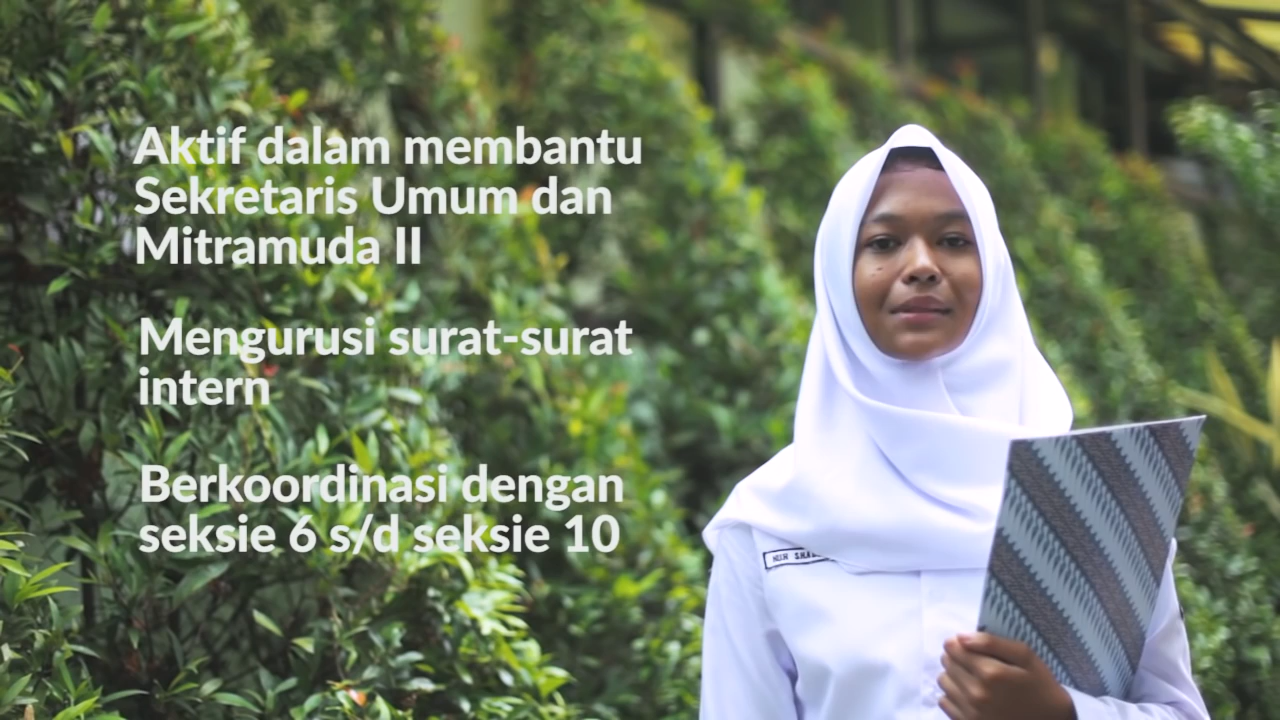 Aktif dalam membantu
Sekretaris Umum dan
Mitramuda II
Mengurusi surat-surat
intern
Berkoordinasi dengan
seksie 6 s/d seksie 10